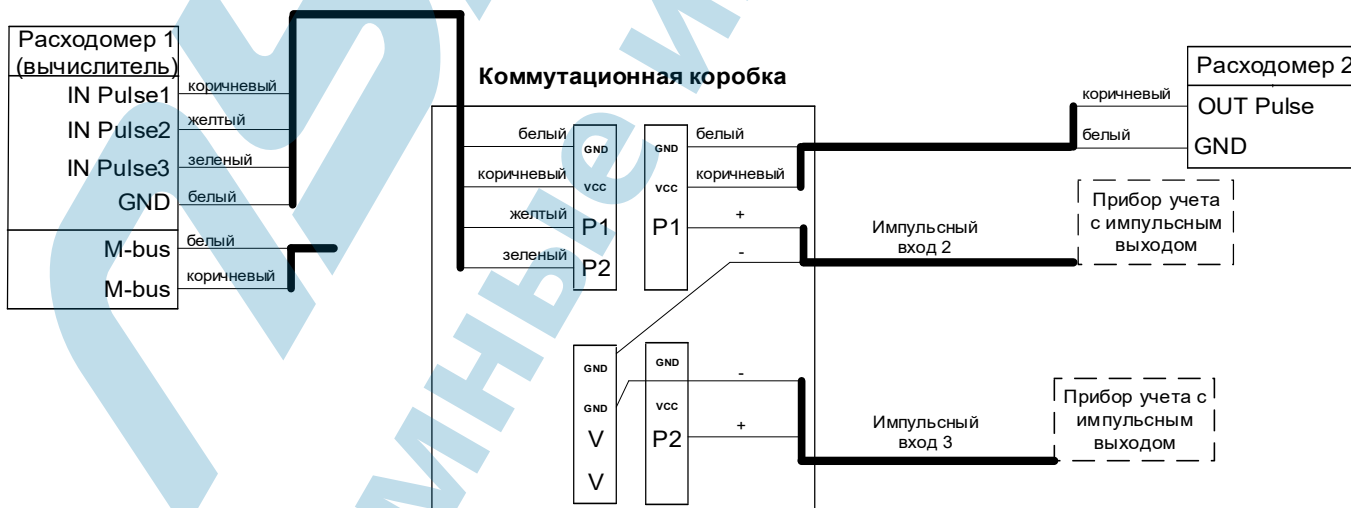 Расходомер 1
(вычислитель)
IN Pulse1
IN Pulse2
IN Pulse3
GND
M-bus
M-bus
коричневый
желтый
зеленый
белый
белый
коричневый
Коммутационная коробка
белый
коричневый
желтый
зеленый
GND
VCC
P1
P2
GND
VCC
P1
белый
коричневый
+
-
GND
GND
V
V
GND
VCC
P2
-
+
Импульсный
вход 2
Импульсный
вход 3
коричневый
белый
Расходомер 2
OUT Pulse
GND
Прибор учета
с импульсным
выходом
Прибор учета с
импульсным
выходом